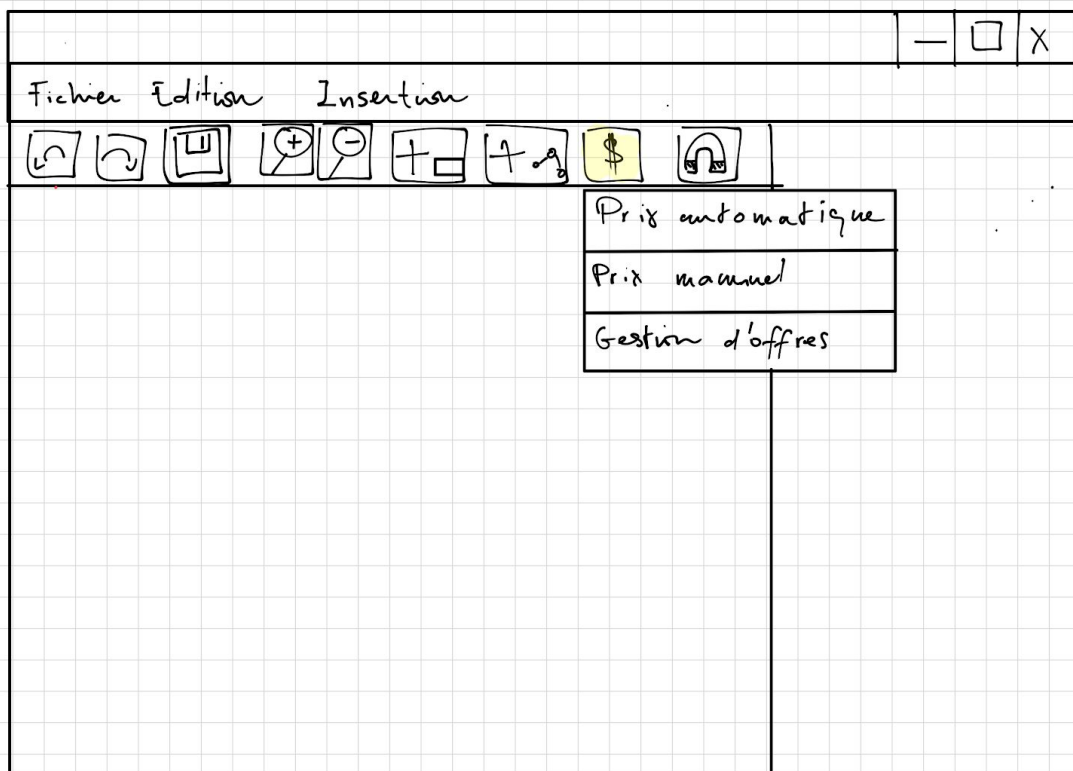 Fichier Edition Insertion
$
Prix automatique
Prix manuel
Gestion d'offres